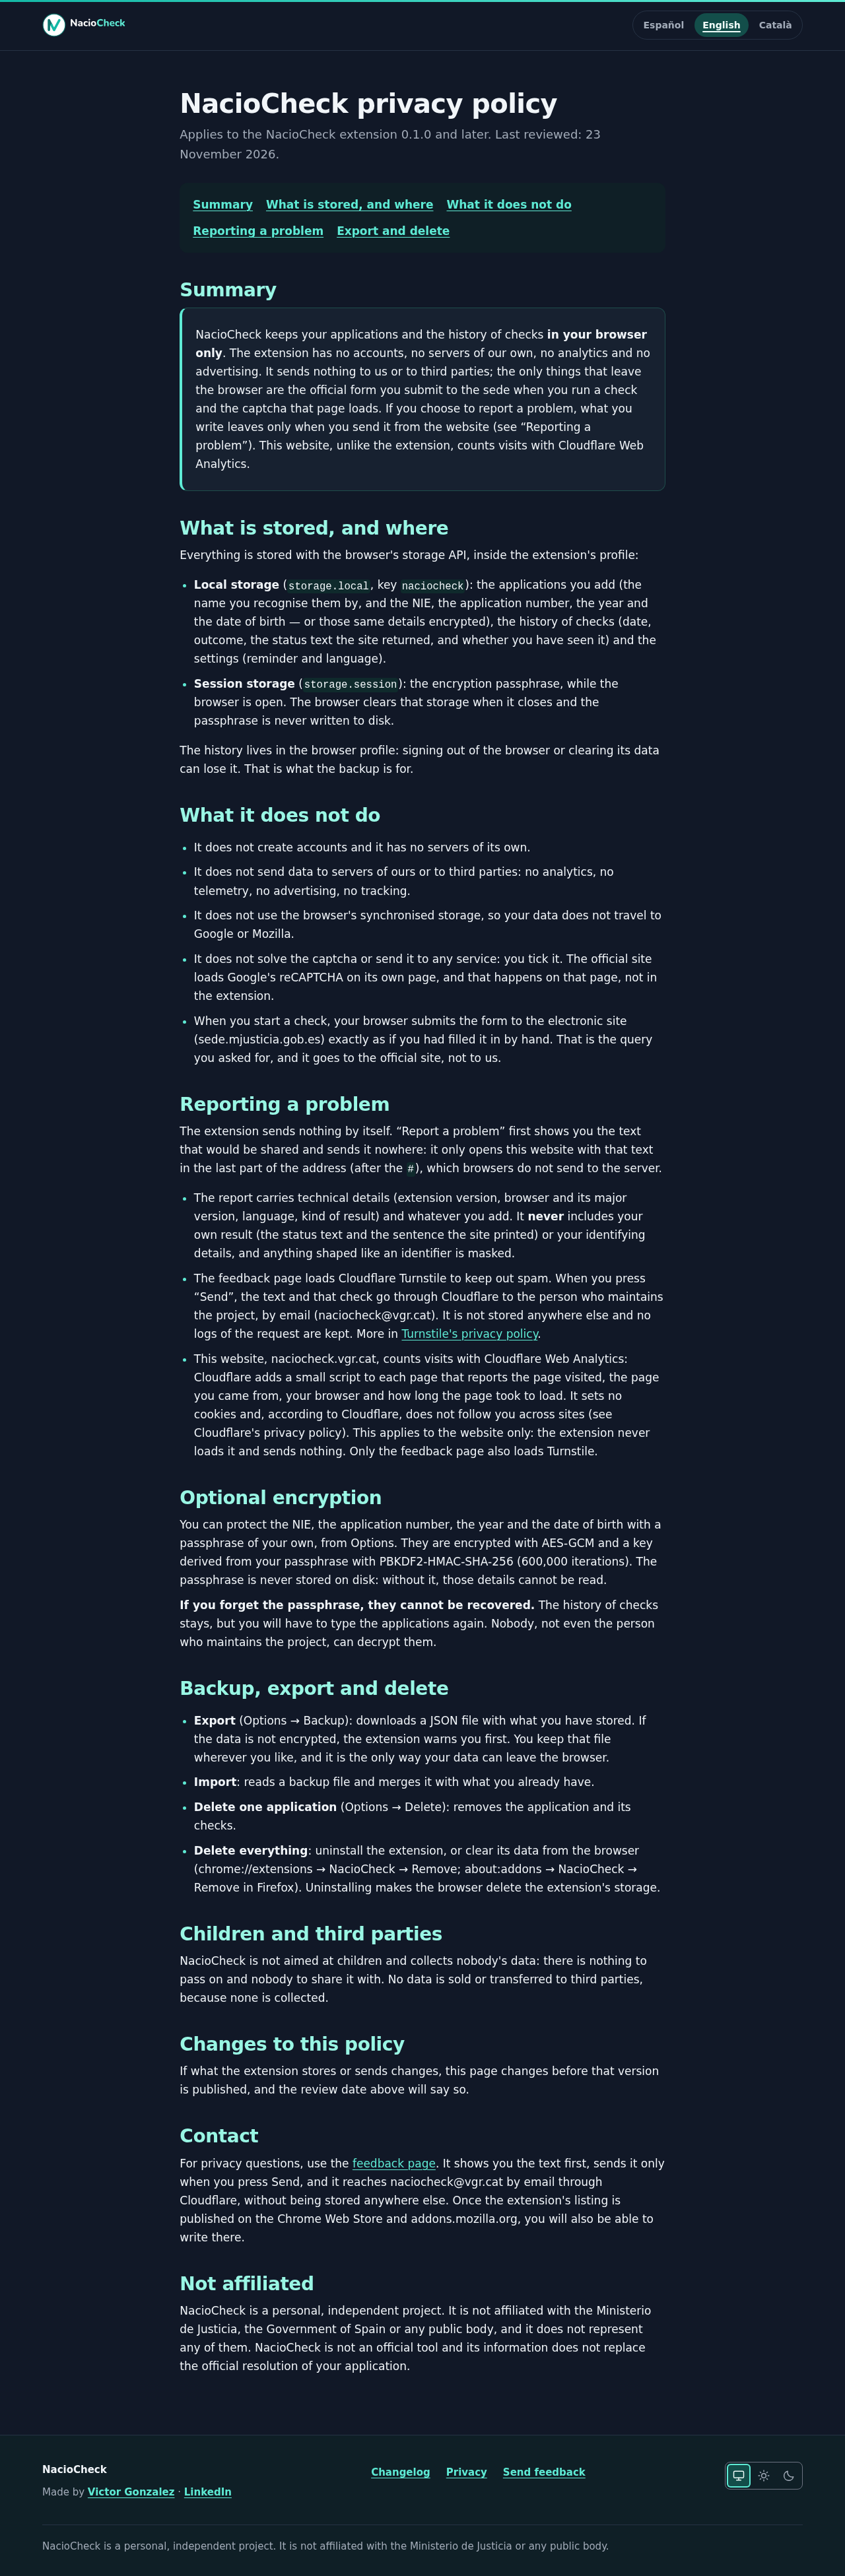 NacioCheck
Español English Català
NacioCheck privacy policy
Applies to the NacioCheck extension 0.1.0 and later. Last reviewed: 23
November 2026.
Summary What is stored, and where What it does not do
Reporting a problem Export and delete
Summary
NacioCheck keeps your applications and the history of checks in your browser
only. The extension has no accounts, no servers of our own, no analytics and no
advertising. It sends nothing to us or to third parties; the only things that leave
the browser are the official form you submit to the sede when you run a check
and the captcha that page loads. If you choose to report a problem, what you
write leaves only when you send it from the website (see “Reporting a
problem”). This website, unlike the extension, counts visits with Cloudflare Web
Analytics.
What is stored, and where
Everything is stored with the browser's storage API, inside the extension's profile:
• Local storage (storage.local, key naciocheck): the applications you add (the
name you recognise them by, and the NIE, the application number, the year and
the date of birth — or those same details encrypted), the history of checks (date,
outcome, the status text the site returned, and whether you have seen it) and the
settings (reminder and language).
• Session storage (storage.session): the encryption passphrase, while the
browser is open. The browser clears that storage when it closes and the
passphrase is never written to disk.
The history lives in the browser profile: signing out of the browser or clearing its data
can lose it. That is what the backup is for.
What it does not do
• It does not create accounts and it has no servers of its own.
• It does not send data to servers of ours or to third parties: no analytics, no
telemetry, no advertising, no tracking.
• It does not use the browser's synchronised storage, so your data does not travel to
Google or Mozilla.
• It does not solve the captcha or send it to any service: you tick it. The official site
loads Google's reCAPTCHA on its own page, and that happens on that page, not in
the extension.
• When you start a check, your browser submits the form to the electronic site
(sede.mjusticia.gob.es) exactly as if you had filled it in by hand. That is the query
you asked for, and it goes to the official site, not to us.
Reporting a problem
The extension sends nothing by itself. “Report a problem” first shows you the text
that would be shared and sends it nowhere: it only opens this website with that text
in the last part of the address (after the #), which browsers do not send to the server.
• The report carries technical details (extension version, browser and its major
version, language, kind of result) and whatever you add. It never includes your
own result (the status text and the sentence the site printed) or your identifying
details, and anything shaped like an identifier is masked.
• The feedback page loads Cloudflare Turnstile to keep out spam. When you press
“Send”, the text and that check go through Cloudflare to the person who maintains
the project, by email (naciocheck@vgr.cat). It is not stored anywhere else and no
logs of the request are kept. More in Turnstile's privacy policy.
• This website, naciocheck.vgr.cat, counts visits with Cloudflare Web Analytics:
Cloudflare adds a small script to each page that reports the page visited, the page
you came from, your browser and how long the page took to load. It sets no
cookies and, according to Cloudflare, does not follow you across sites (see
Cloudflare's privacy policy). This applies to the website only: the extension never
loads it and sends nothing. Only the feedback page also loads Turnstile.
Optional encryption
You can protect the NIE, the application number, the year and the date of birth with a
passphrase of your own, from Options. They are encrypted with AES-GCM and a key
derived from your passphrase with PBKDF2-HMAC-SHA-256 (600,000 iterations). The
passphrase is never stored on disk: without it, those details cannot be read.
If you forget the passphrase, they cannot be recovered. The history of checks
stays, but you will have to type the applications again. Nobody, not even the person
who maintains the project, can decrypt them.
Backup, export and delete
• Export (Options → Backup): downloads a JSON file with what you have stored. If
the data is not encrypted, the extension warns you first. You keep that file
wherever you like, and it is the only way your data can leave the browser.
• Import: reads a backup file and merges it with what you already have.
• Delete one application (Options → Delete): removes the application and its
checks.
• Delete everything: uninstall the extension, or clear its data from the browser
(chrome://extensions → NacioCheck → Remove; about:addons → NacioCheck →
Remove in Firefox). Uninstalling makes the browser delete the extension's storage.
Children and third parties
NacioCheck is not aimed at children and collects nobody's data: there is nothing to
pass on and nobody to share it with. No data is sold or transferred to third parties,
because none is collected.
Changes to this policy
If what the extension stores or sends changes, this page changes before that version
is published, and the review date above will say so.
Contact
For privacy questions, use the feedback page. It shows you the text first, sends it only
when you press Send, and it reaches naciocheck@vgr.cat by email through
Cloudflare, without being stored anywhere else. Once the extension's listing is
published on the Chrome Web Store and addons.mozilla.org, you will also be able to
write there.
Not affiliated
NacioCheck is a personal, independent project. It is not affiliated with the Ministerio
de Justicia, the Government of Spain or any public body, and it does not represent
any of them. NacioCheck is not an official tool and its information does not replace
the official resolution of your application.
NacioCheck
Made by Victor Gonzalez · LinkedIn
Changelog Privacy Send feedback
NacioCheck is a personal, independent project. It is not affiliated with the Ministerio de Justicia or any public body.